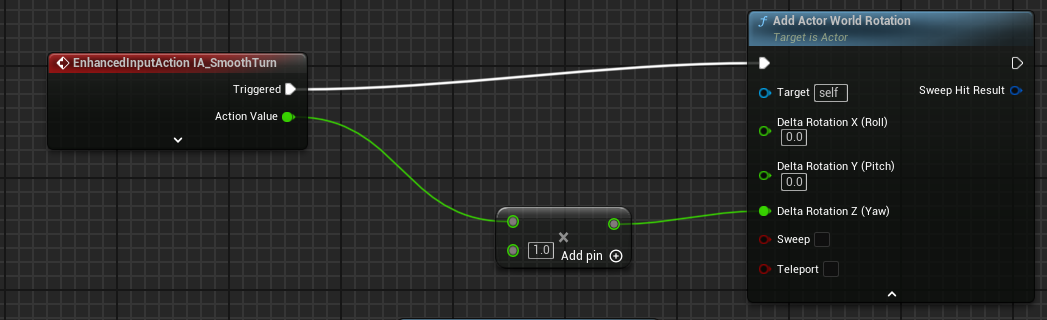 Add Actor World Rotation
Target is Actor
EnhancedInputAction IA_SmoothTurn
Triggered
Action Value
Target self
Sweep Hit Result
Delta Rotation X (Roll)
0.0
Delta Rotation Y (Pitch)
0.0
Delta Rotation Z (Yaw)
Sweep
Teleport
1.0
Add pin